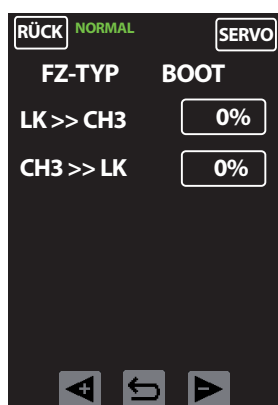 RÜCK NORMAL SERVO
FZ-TYP BOOT
LK >> CH3 0%
CH3 >> LK 0%
+ -